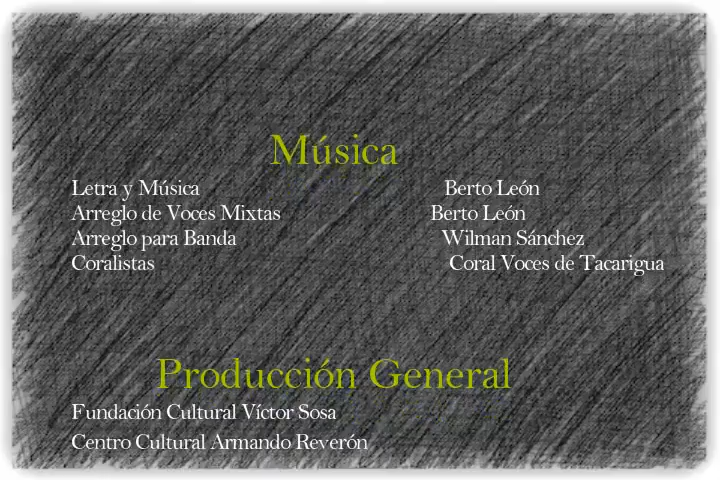 Música
Letra y Música Berto León
Arreglo de Voces Mixtas Berto León
Arreglo para Banda Wilman Sánchez
Coralistas Coral Voces de Tacarigua
Producción General
Fundación Cultural Víctor Sosa
Centro Cultural Armando Reverón